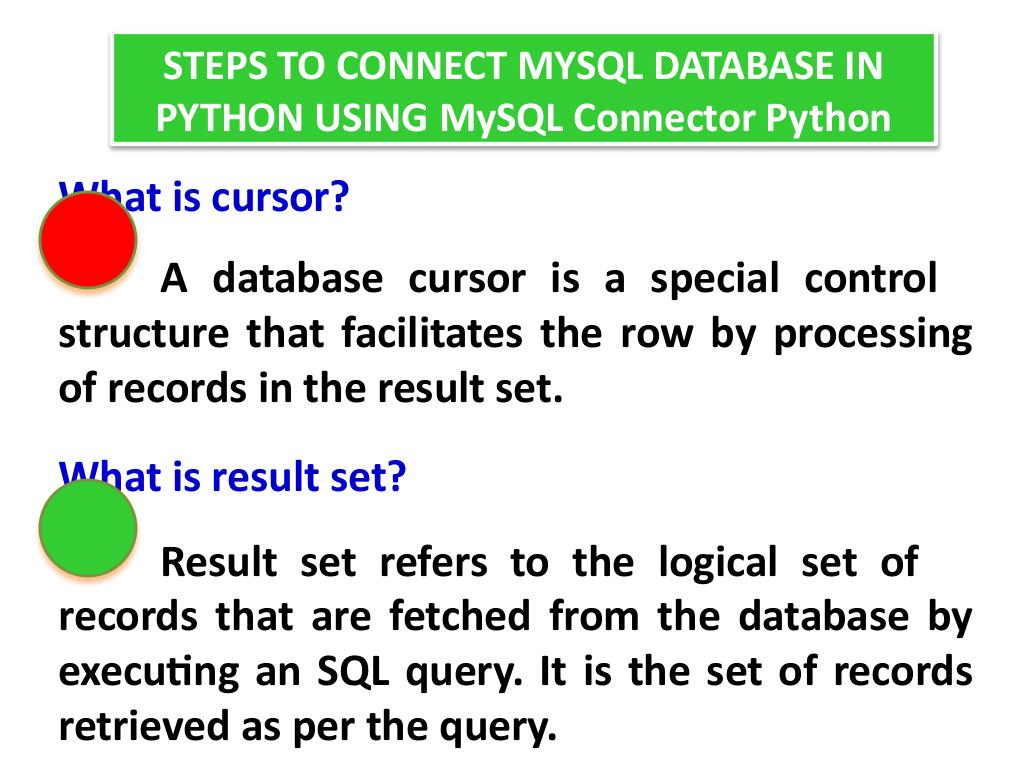 STEPS TO CONNECT MYSQL DATABASE IN
PYTHON USING MySQL Connector Python
What is cursor?
A database cursor is a special control
structure that facilitates the row by processing
of records in the result set.
What is result set?
Result set refers to the logical set of
records that are fetched from the database by
executing an SQL query. It is the set of records
retrieved as per the query.